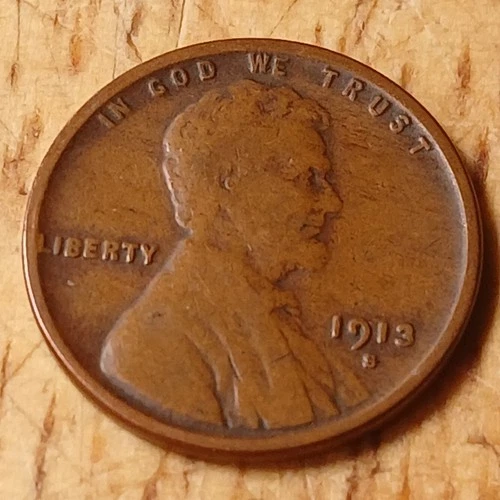 IN GOD WE TRUST
LIBERTY
1913
S